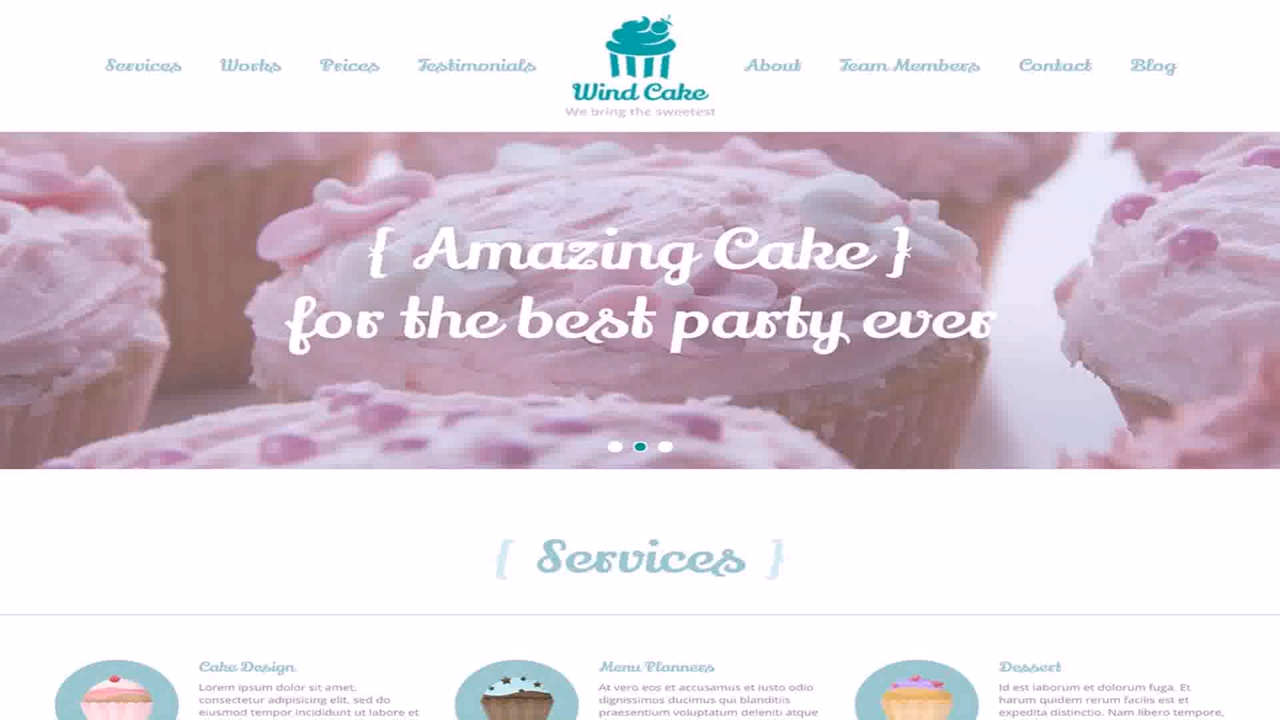 Services Works Prices Testimonials
Wind Cake
We bring the sweetest
About Team Members Contact Blog
{ Amazing Cake }
for the best party ever
{ Services }
Cake Design
Lorem ipsum dolor sit amet,
consectetur adipisicing elit, sed do
eiusmod tempor incididunt ut labore et
Menu Planners
At vero eos et accusamus et iusto odio
dignissimos ducimus qui blanditiis
praesentium voluptatum deleniti atque
Dessert
Id est laborum et dolorum fuga. Et
harum quidem rerum facilis est et
expedita distinctio. Nam libero tempore,